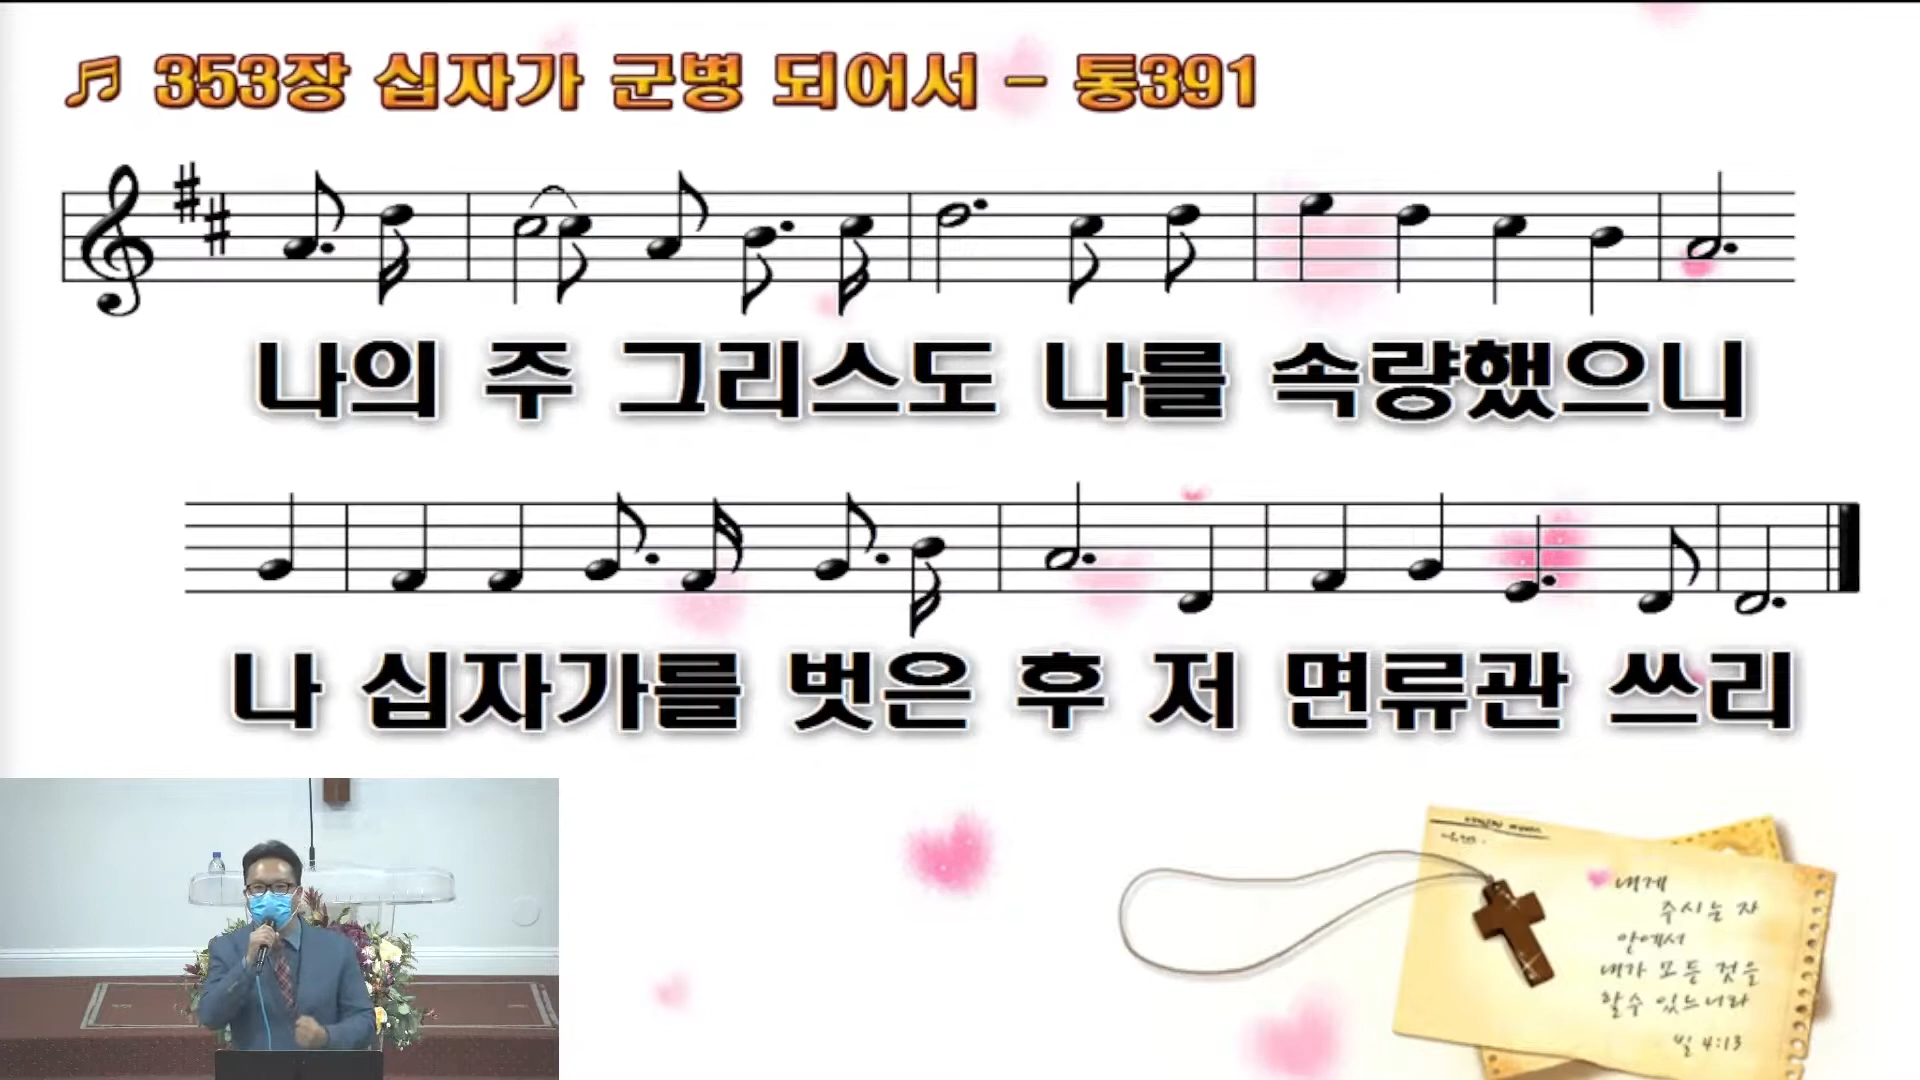 ♬ 353장 십자가 군병 되어서 - 통391
나의 주 그리스도 나를 속량했으니
나 십자가를 벗은 후 저 면류관 쓰리
내게
주시는 자
안에서
내가 모든 것을
할수 있느니라
빌 4:13